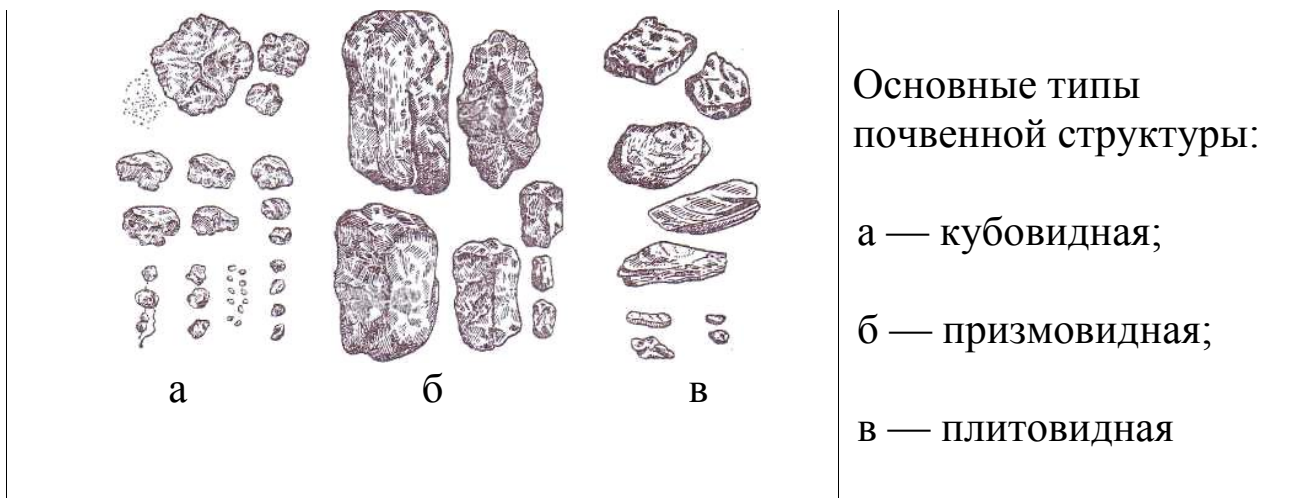 а
б
в
Основные типы
почвенной структуры:
а — кубовидная;
б — призмовидная;
в — плитовидная